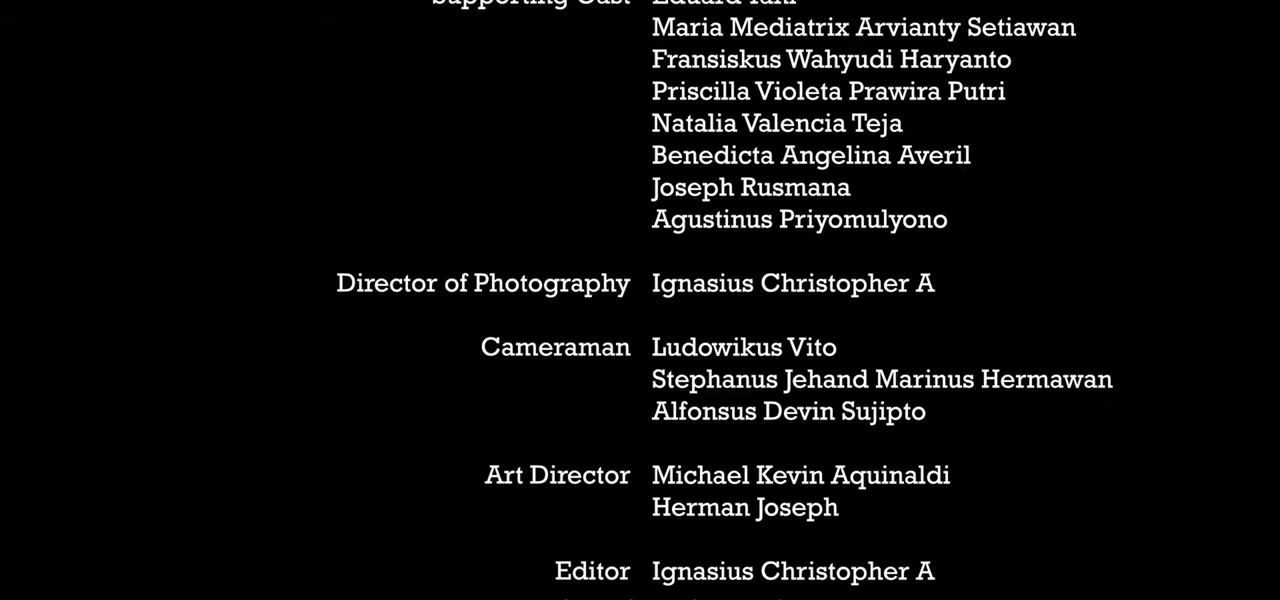 Supporting Cast Eduard Tani
Maria Mediatrix Arvianty Setiawan
Fransiskus Wahyudi Haryanto
Priscilla Violeta Prawira Putri
Natalia Valencia Teja
Benedicta Angelina Averil
Joseph Rusmana
Agustinus Priyomulyono
Director of Photography Ignasius Christopher A
Cameraman Ludowikus Vito
Stephanus Jehand Marinus Hermawan
Alfonsus Devin Sujipto
Art Director Michael Kevin Aquinaldi
Herman Joseph
Editor Ignasius Christopher A